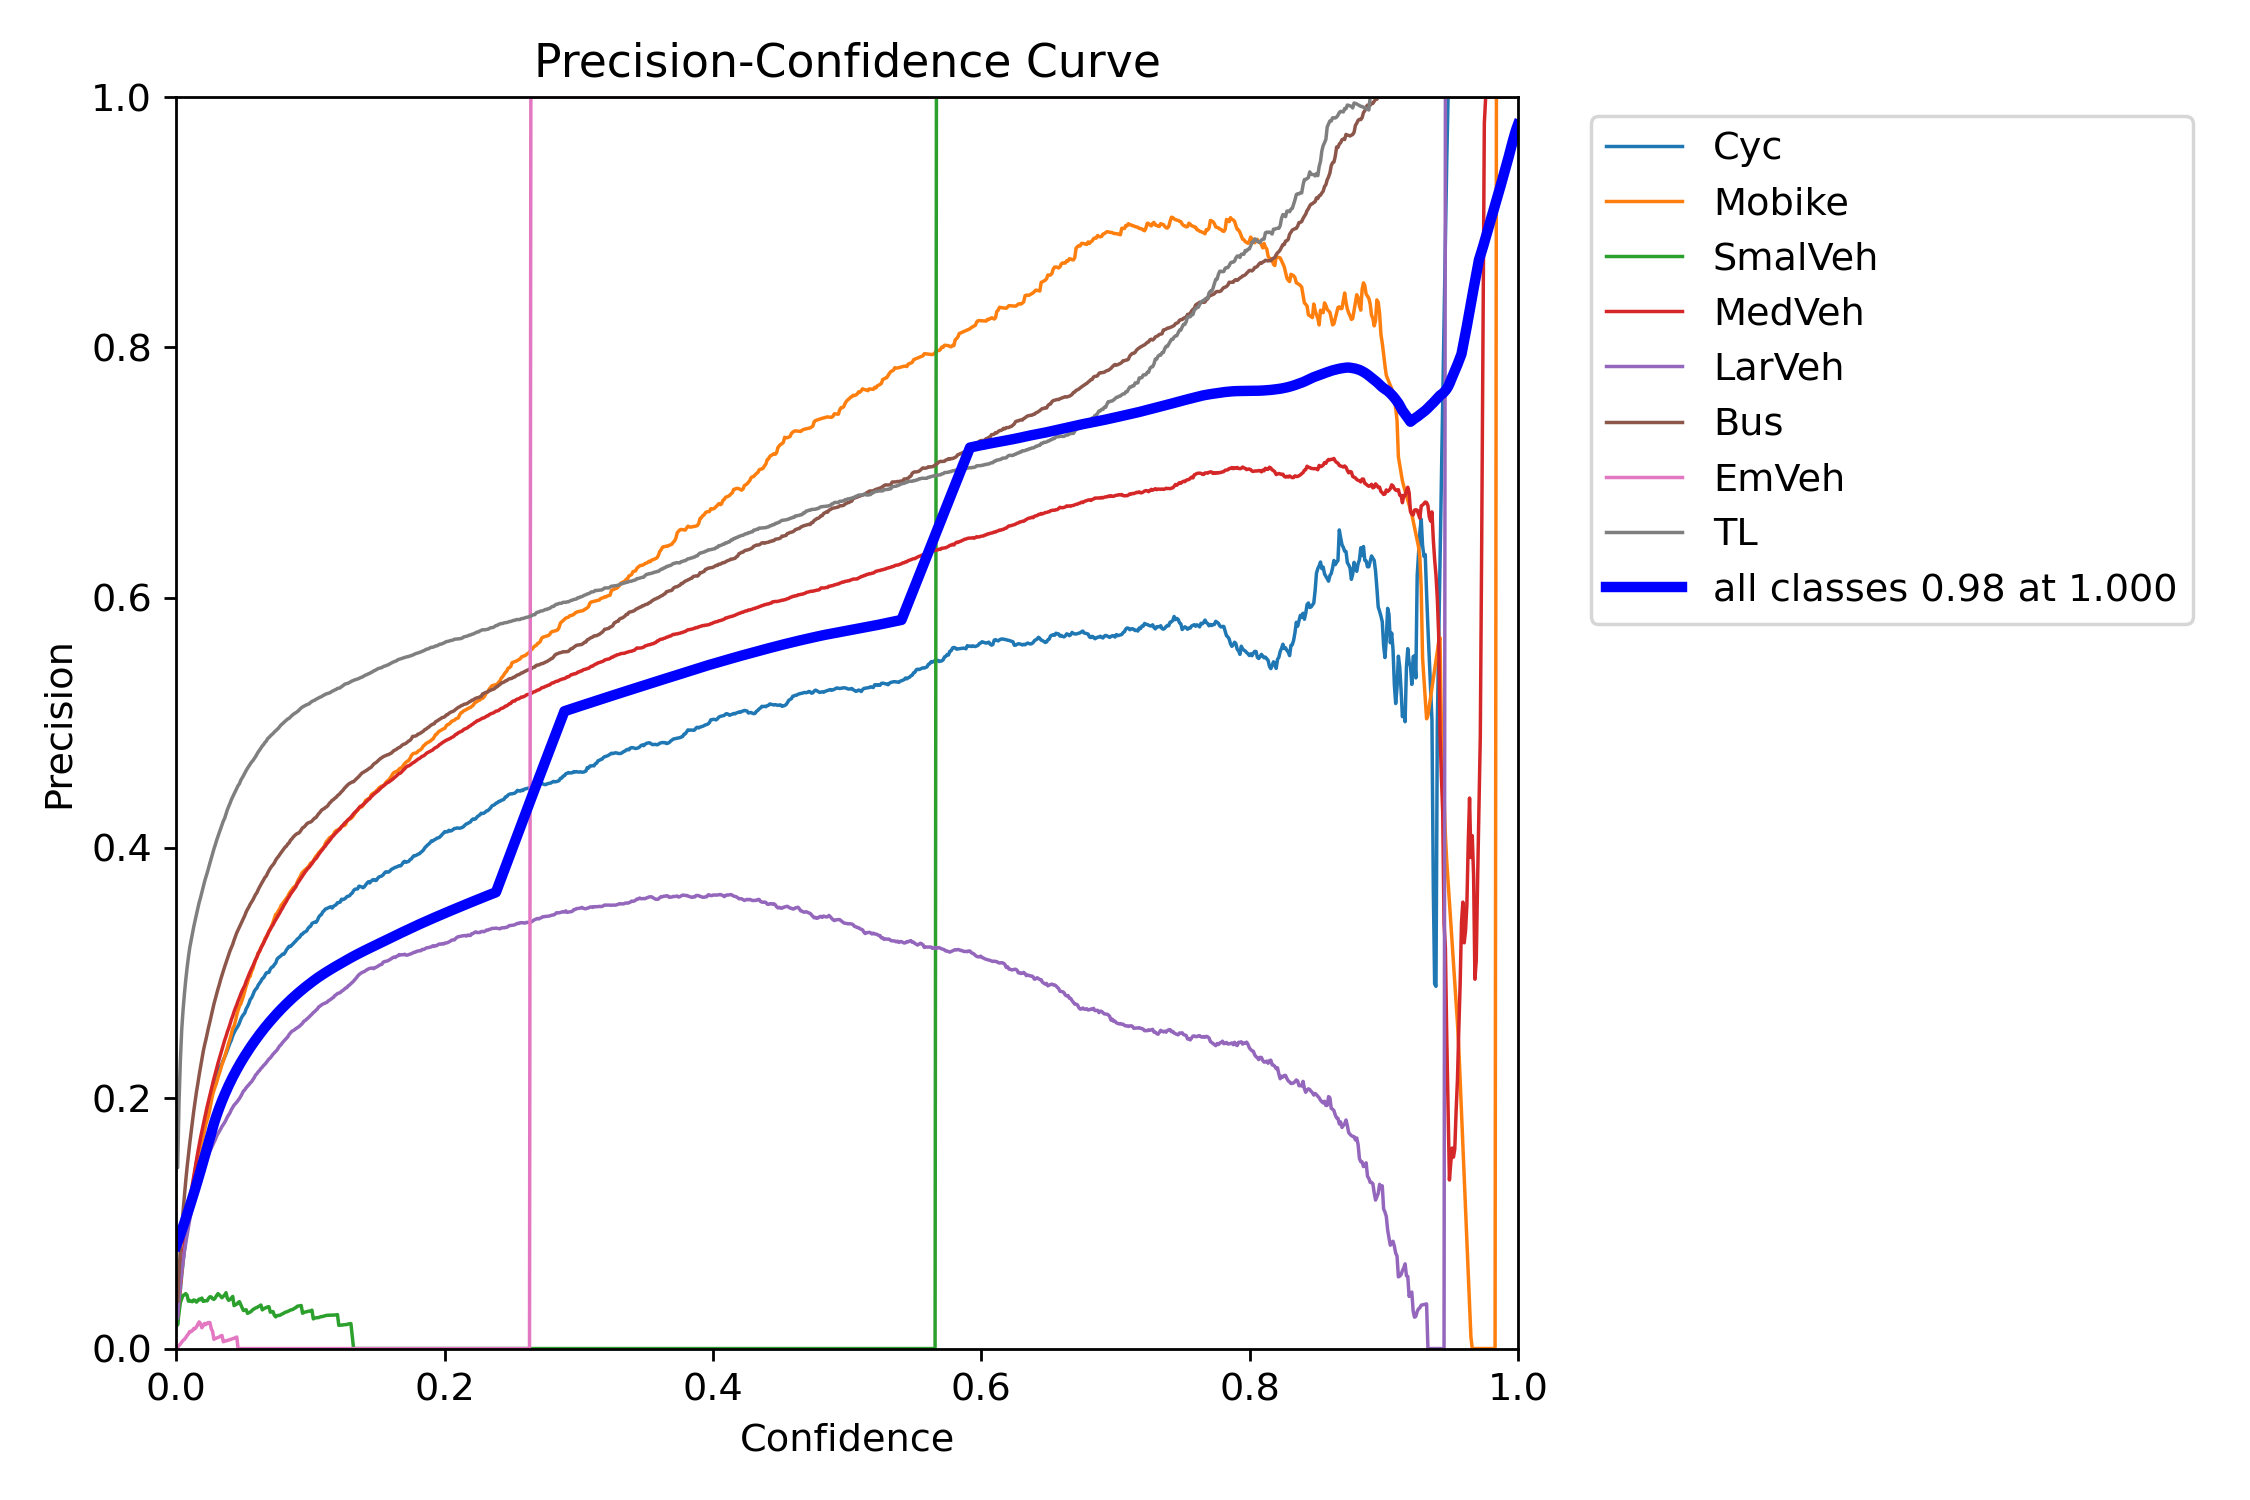 Precision-Confidence Curve
1.0
0.8
0.6
0.4
0.2
0.0
Precision
0.0 0.2 0.4 0.6 0.8 1.0
Confidence
Cyc
Mobike
SmalVeh
MedVeh
LarVeh
Bus
EmVeh
TL
all classes 0.98 at 1.000